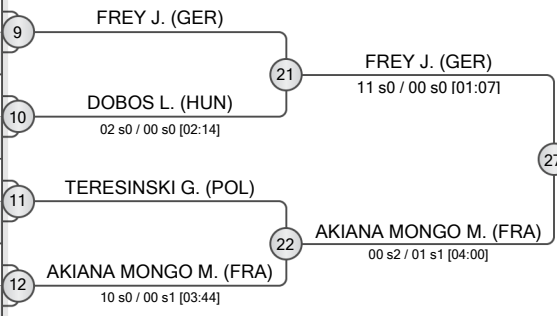 FREY J. (GER)
9
21
FREY J. (GER)
11 s0 / 00 s0 [01:07]
DOBOS L. (HUN)
10
02 s0 / 00 s0 [02:14]
27
TERESINSKI G. (POL)
11
22
AKIANA MONGO M. (FRA)
00 s2 / 01 s1 [04:00]
AKIANA MONGO M. (FRA)
12
10 s0 / 00 s1 [03:44]